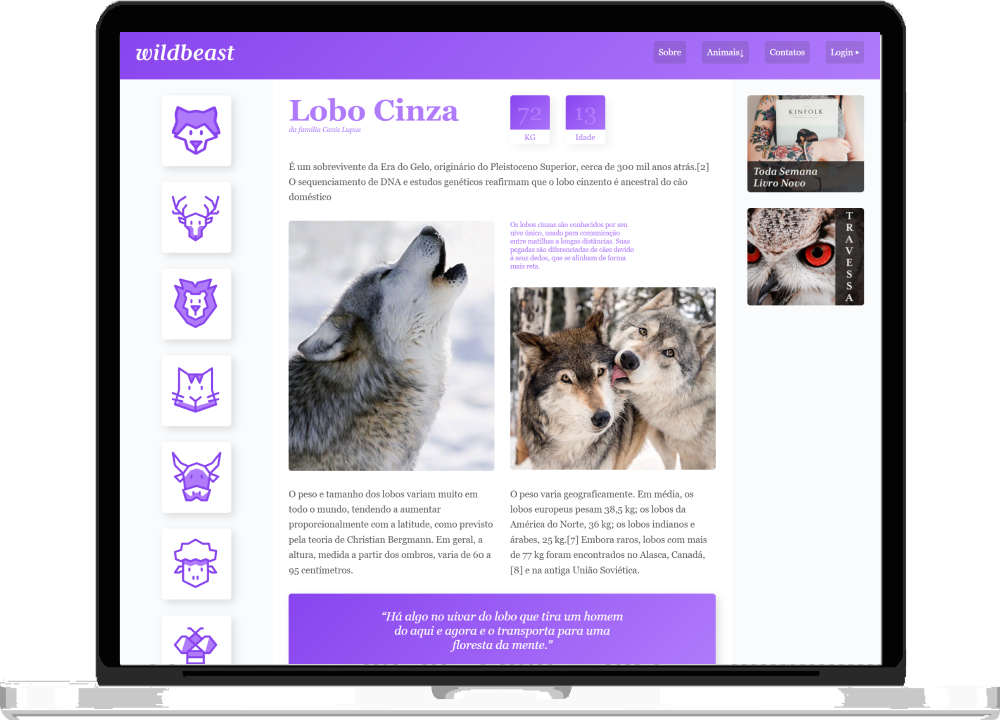 wildbeast
Sobre
Animais↓
Contatos
Login ▸
Lobo Cinza
da família Canis Lupus
72
KG
13
Idade
É um sobrevivente da Era do Gelo, originário do Pleistoceno Superior, cerca de 300 mil anos atrás.[2]
O sequenciamento de DNA e estudos genéticos reafirmam que o lobo cinzento é ancestral do cão
doméstico
Os lobos cinzas são conhecidos por seu
uivo único, usado para comunicação
entre matilhas a longas distâncias. Suas
pegadas são diferenciadas de cães devido
à seus dedos, que se alinham de forma
mais reta.
O peso e tamanho dos lobos variam muito em
todo o mundo, tendendo a aumentar
proporcionalmente com a latitude, como previsto
pela teoria de Christian Bergmann. Em geral, a
altura, medida a partir dos ombros, varia de 60 a
95 centímetros.
O peso varia geograficamente. Em média, os
lobos europeus pesam 38,5 kg; os lobos da
América do Norte, 36 kg; os lobos indianos e
árabes, 25 kg.[7] Embora raros, lobos com mais
de 77 kg foram encontrados no Alasca, Canadá,
[8] e na antiga União Soviética.
“Há algo no uivar do lobo que tira um homem
do aqui e agora e o transporta para uma
floresta da mente.”
KINFOLK
Toda Semana
Livro Novo
TRAVESSA